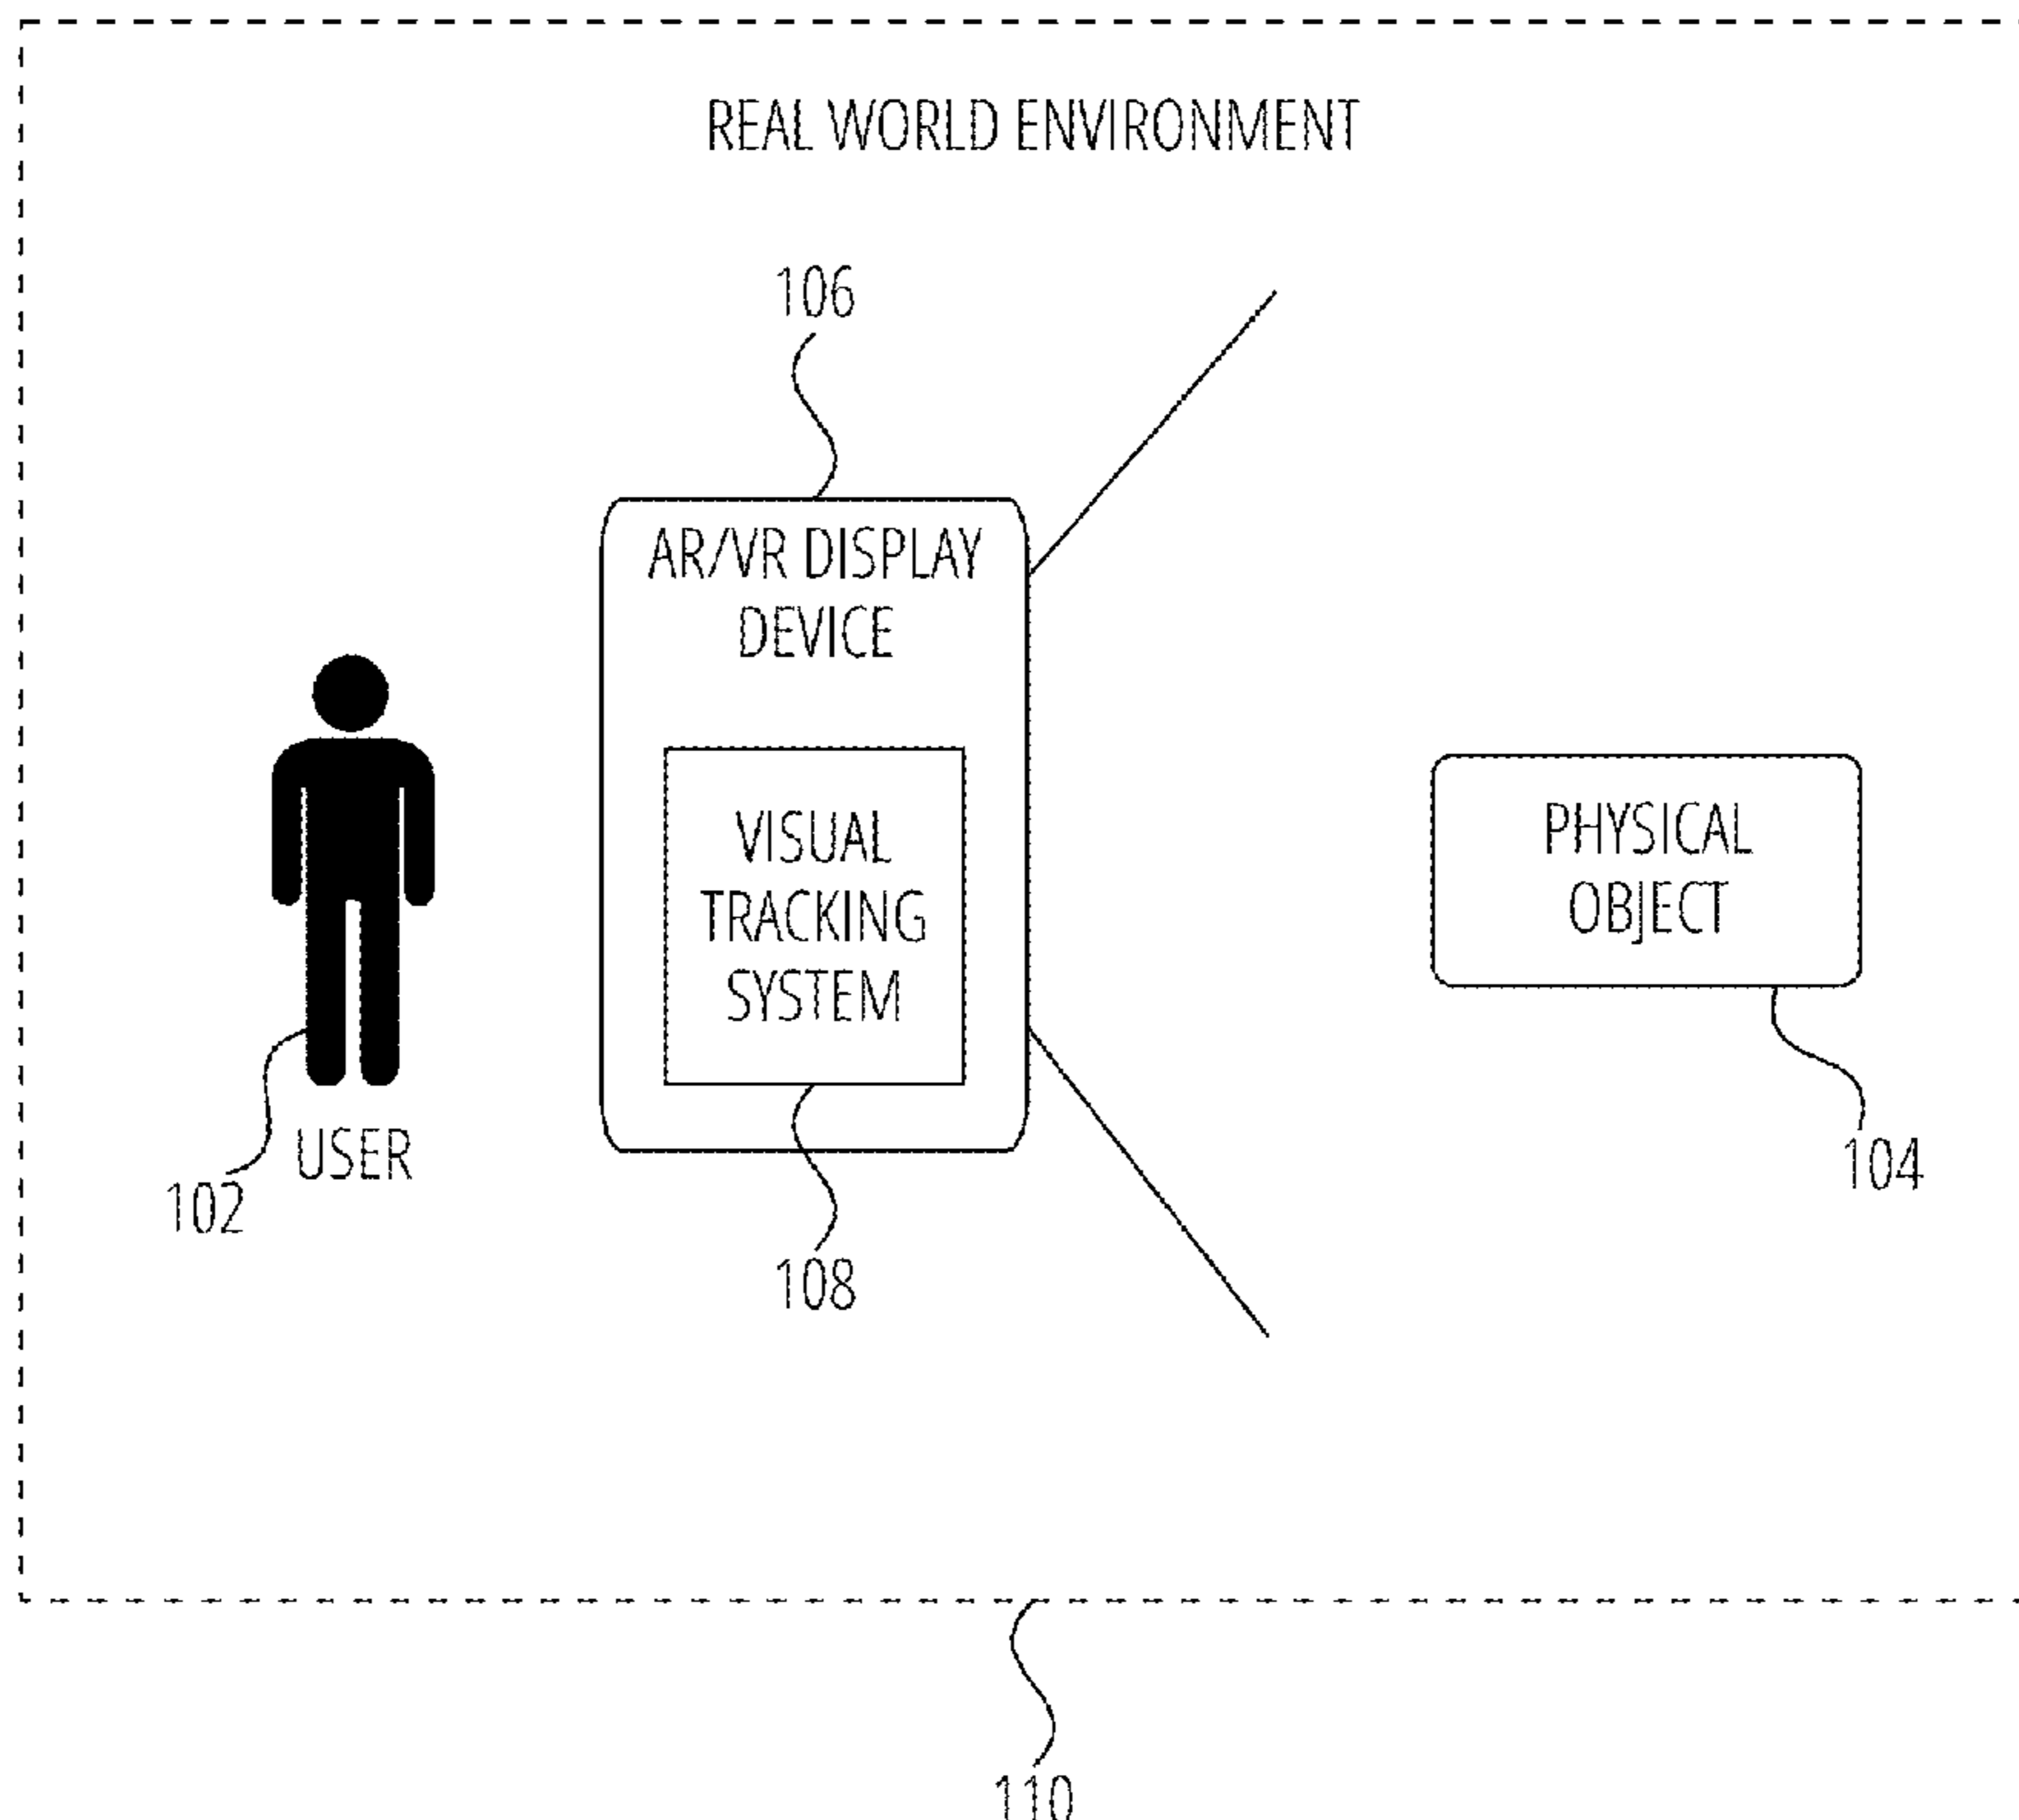 REAL WORLD ENVIRONMENT
106
AR/VR DISPLAY
DEVICE
VISUAL
TRACKING
SYSTEM
PHYSICAL
OBJECT
USER
102
104
108
110